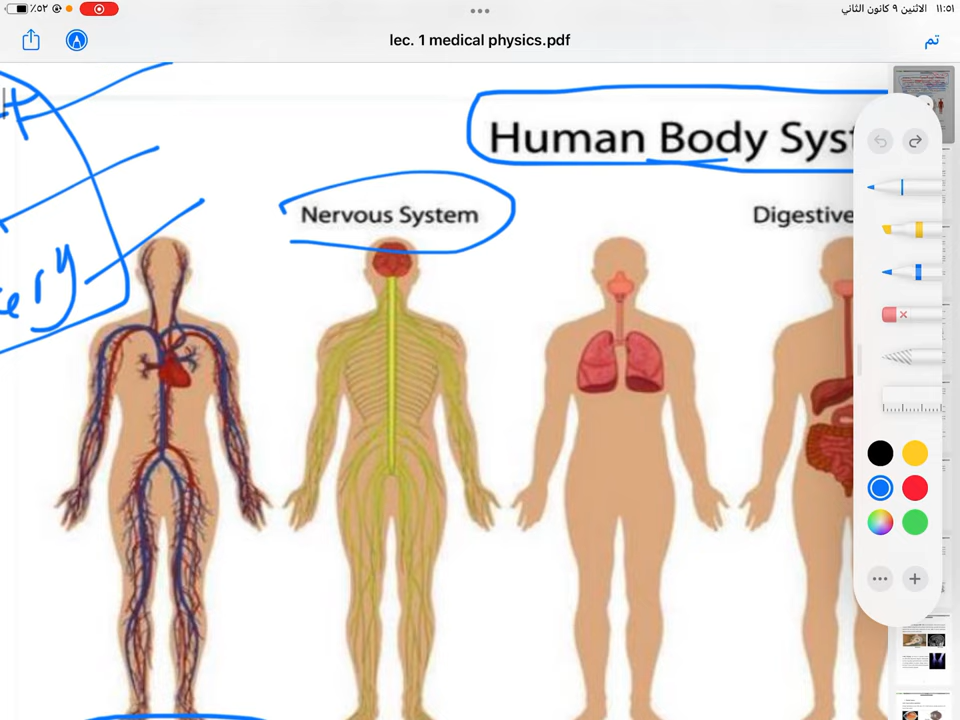 ١١:٥١ الاثنين ٩ كانون الثاني
٪٥٢
lec. 1 medical physics.pdf
تم
Human Body Syst
Nervous System
Digestive